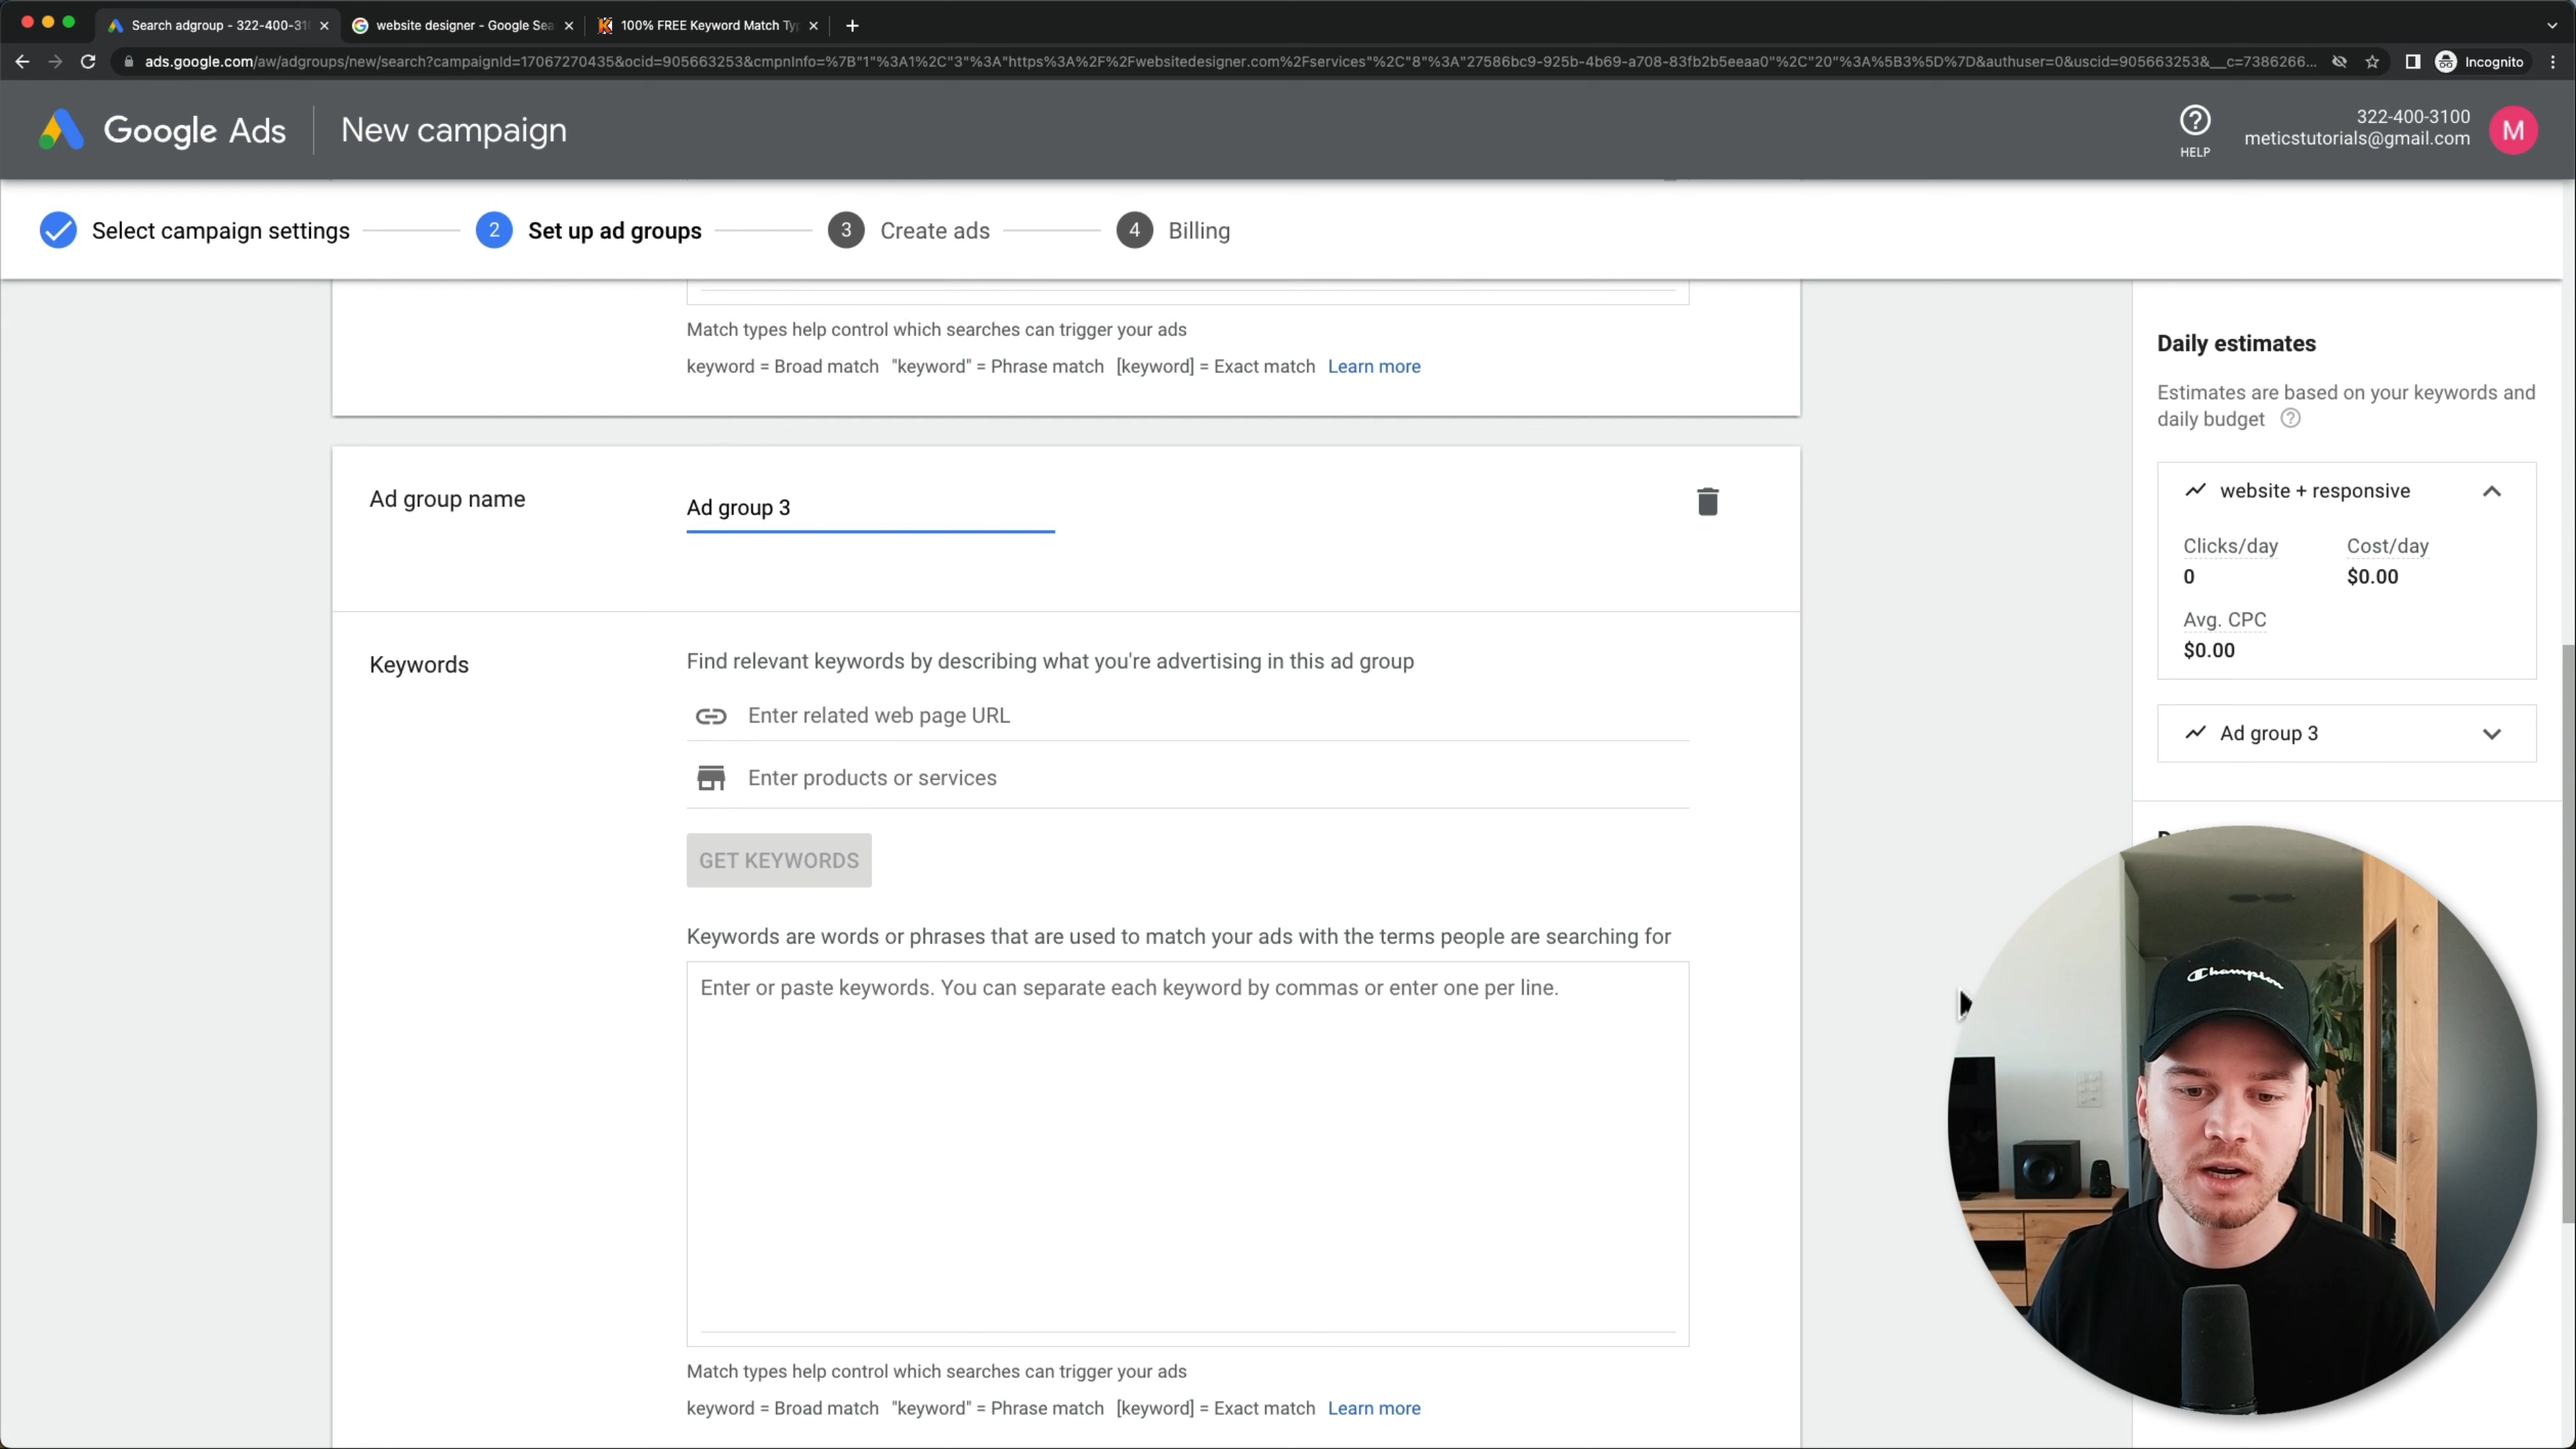 Search adgroup - 322-400-31
website designer - Google Sea
100% FREE Keyword Match Ty
ads.google.com/aw/adgroups/new/search?campaignId=17067270435&ocid=905663253&cmpnInfo=%7B"1"%3A1%2C"3"%3A"https%3A%2F%2Fwebsitedesigner.com%2Fservices"%2C"8"%3A"27586bc9-925b-4b69-a708-83fb2b5eeaa0"%2C"20"%3A%5B3%5D%7D&authuser=0&uscid=905663253&__c=7386266...
Incognito
Google Ads
New campaign
HELP
322-400-3100
meticstutorials@gmail.com
M
Select campaign settings
2 Set up ad groups
3 Create ads
4 Billing
Match types help control which searches can trigger your ads
keyword = Broad match "keyword" = Phrase match [keyword] = Exact match Learn more
Ad group name
Ad group 3
Keywords
Find relevant keywords by describing what you're advertising in this ad group
Enter related web page URL
Enter products or services
GET KEYWORDS
Keywords are words or phrases that are used to match your ads with the terms people are searching for
Enter or paste keywords. You can separate each keyword by commas or enter one per line.
Match types help control which searches can trigger your ads
keyword = Broad match "keyword" = Phrase match [keyword] = Exact match Learn more
Daily estimates
Estimates are based on your keywords and
daily budget
website + responsive
Clicks/day
Cost/day
0
$0.00
Avg. CPC
$0.00
Ad group 3
Champion